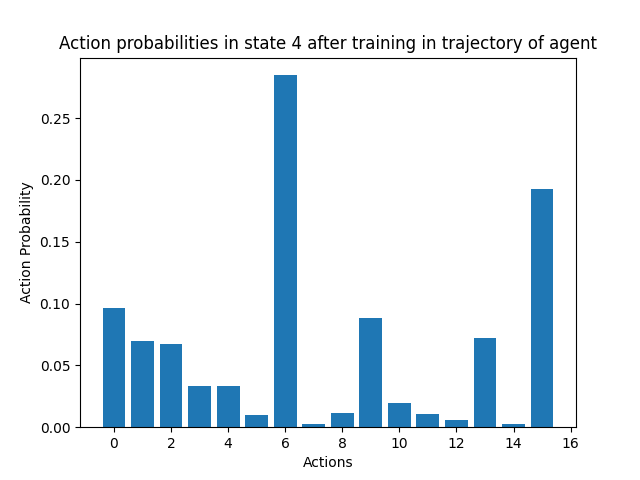 Action probabilities in state 4 after training in trajectory of agent
Action Probability
0.25
0.20
0.15
0.10
0.05
0.00
0 2 4 6 8 10 12 14 16
Actions